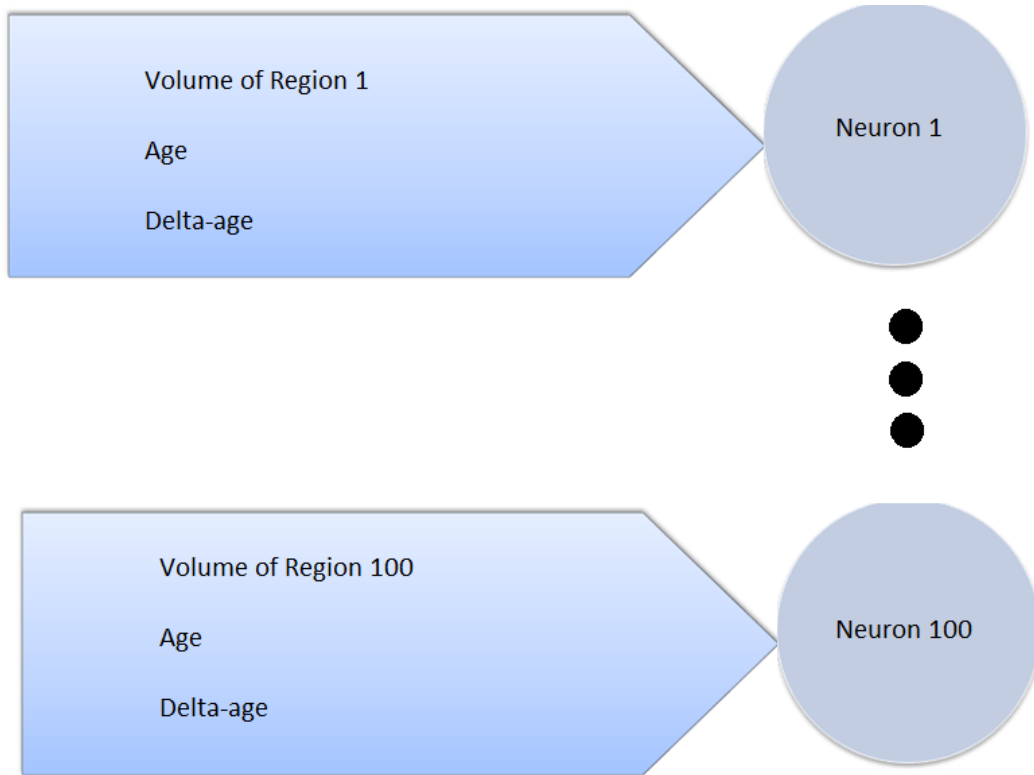 Volume of Region 1
Age
Delta-age
Neuron 1
Volume of Region 100
Age
Delta-age
Neuron 100